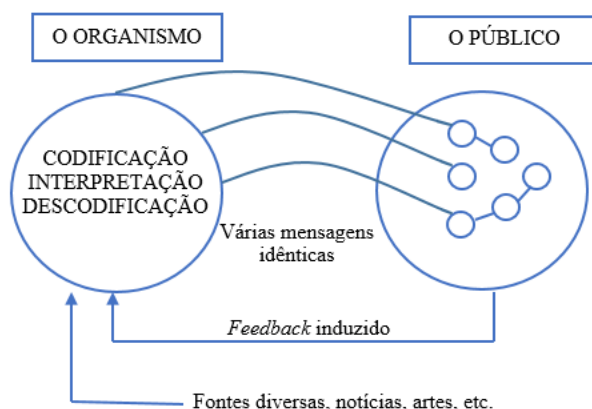 O ORGANISMO
O PÚBLICO
CODIFICAÇÃO
INTERPRETAÇÃO
DESCODIFICAÇÃO
Várias mensagens
idênticas
Feedback induzido
Fontes diversas, notícias, artes, etc.